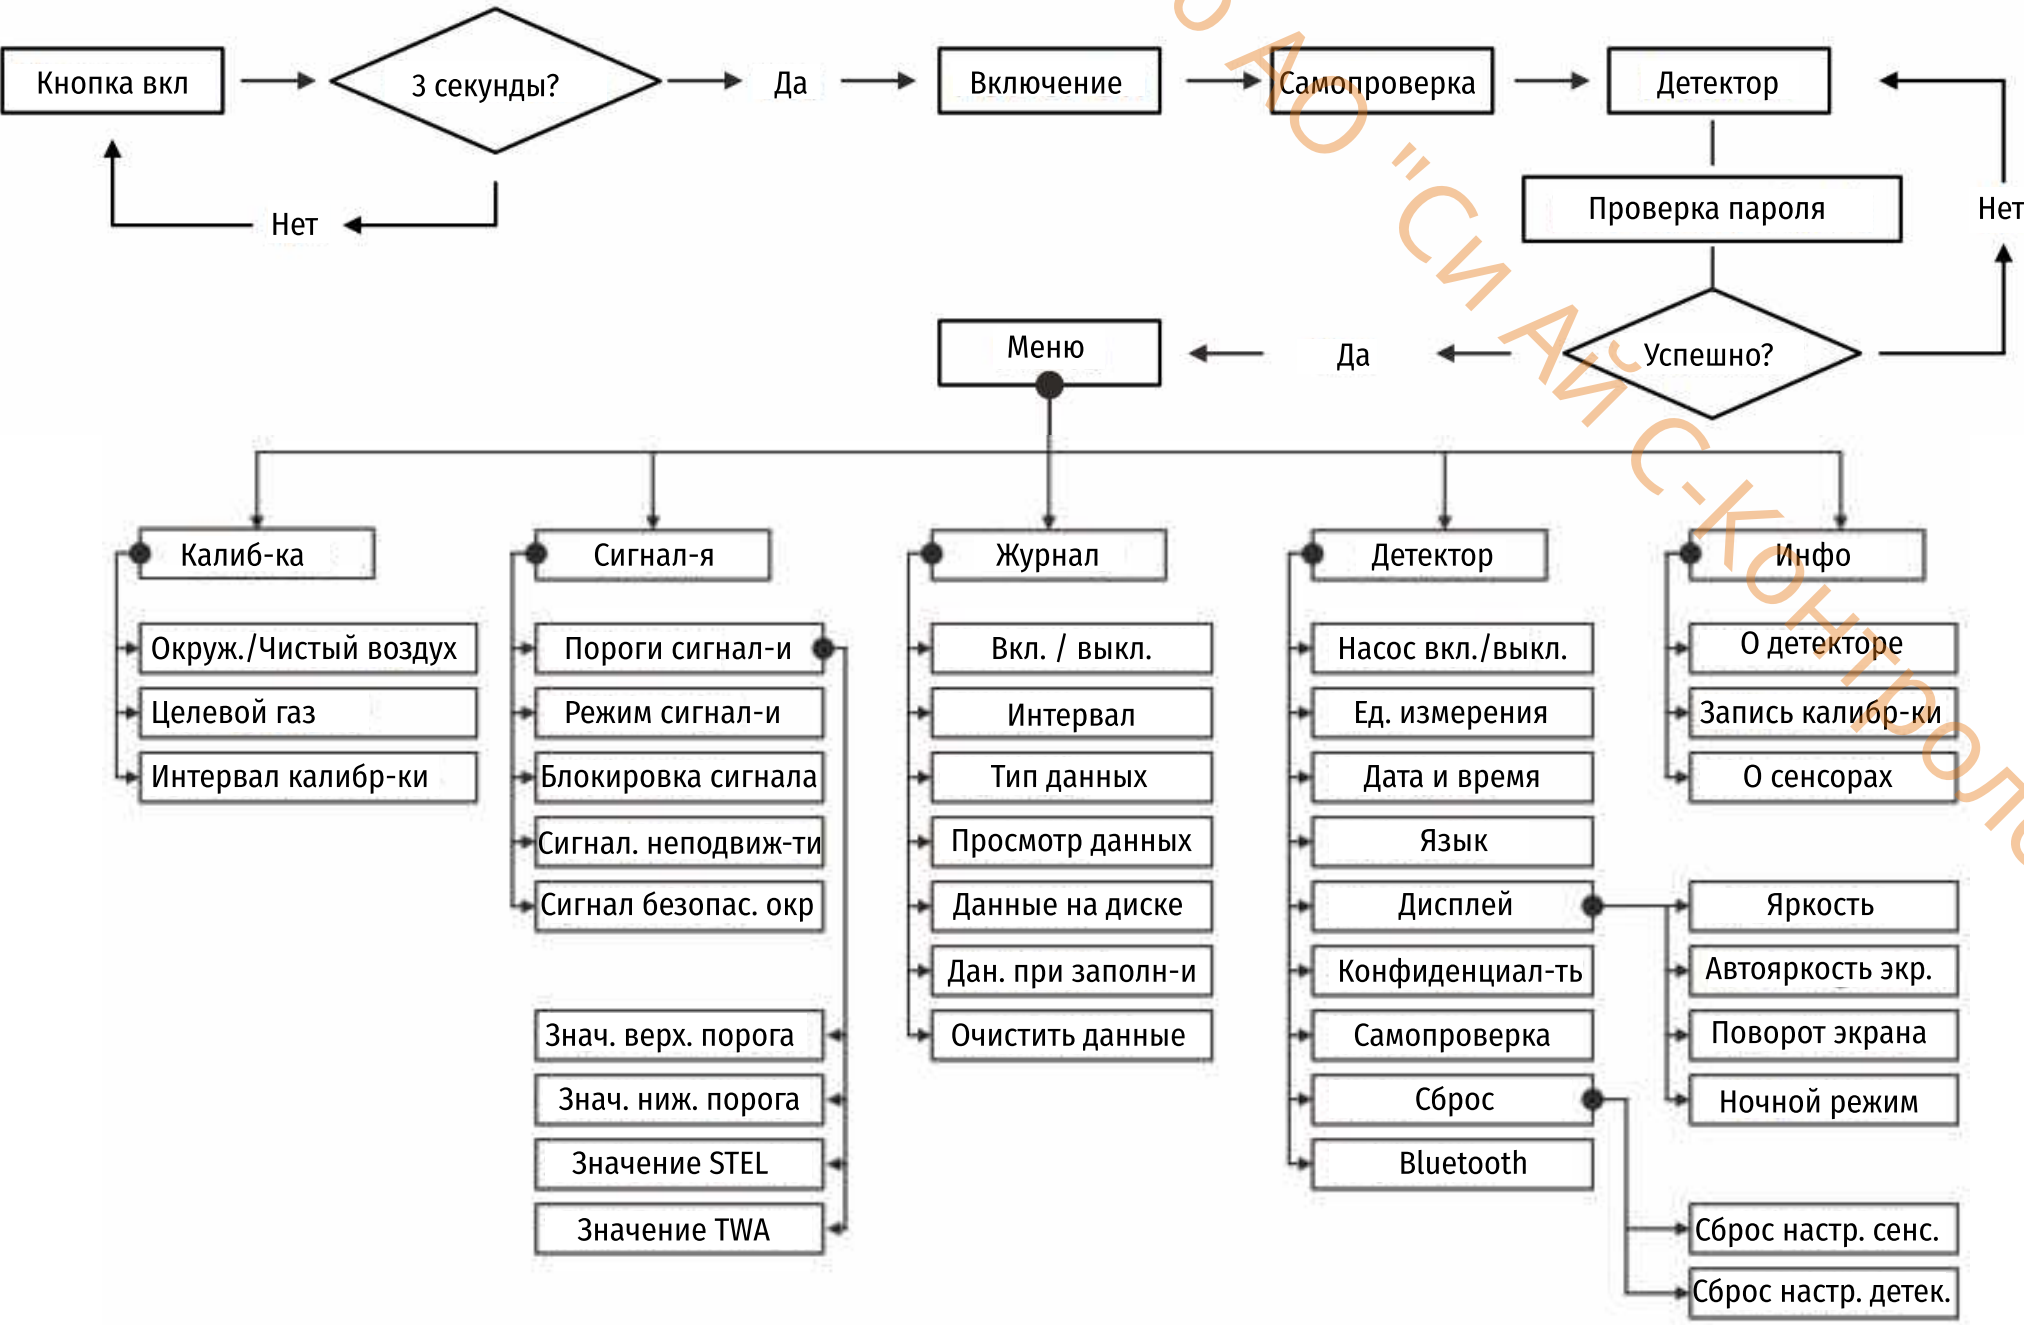 Кнопка вкл
3 секунды?
Да
Включение
Самопроверка
Детектор
Нет
Проверка пароля
Нет
Меню
Да
Успешно?
Калиб-ка
Окруж./Чистый воздух
Целевой газ
Интервал калибр-ки
Сигнал-я
Пороги сигнал-и
Режим сигнал-и
Блокировка сигнала
Сигнал. неподвиж-ти
Сигнал безопас. окр
Знач. верх. порога
Знач. ниж. порога
Значение STEL
Значение TWA
Журнал
Вкл. / выкл.
Интервал
Тип данных
Просмотр данных
Данные на диске
Дан. при заполн-и
Очистить данные
Детектор
Насос вкл./выкл.
Ед. измерения
Дата и время
Язык
Дисплей
Конфиденциал-ть
Самопроверка
Сброс
Bluetooth
Инфо
О детекторе
Запись калибр-ки
О сенсорах
Яркость
Автояркость экр.
Поворот экрана
Ночной режим
Сброс настр. сенс.
Сброс настр. детек.
АО "СИ АЙ С-Контрол